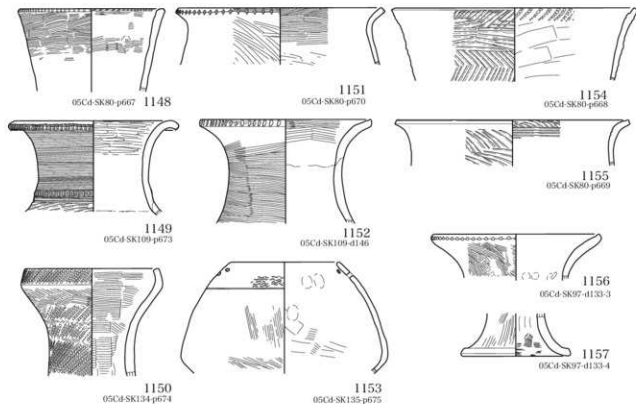 1148
05Cd-SK80-p667
1151
05Cd-SK80-p670
1154
05Cd-SK80-p668
1149
05Cd-SK109-p673
1152
05Cd-SK109-d146
1155
05Cd-SK80-p669
1150
05Cd-SK134-p674
1153
05Cd-SK135-p675
1156
05Cd-SK97-d133-3
1157
05Cd-SK97-d133-4